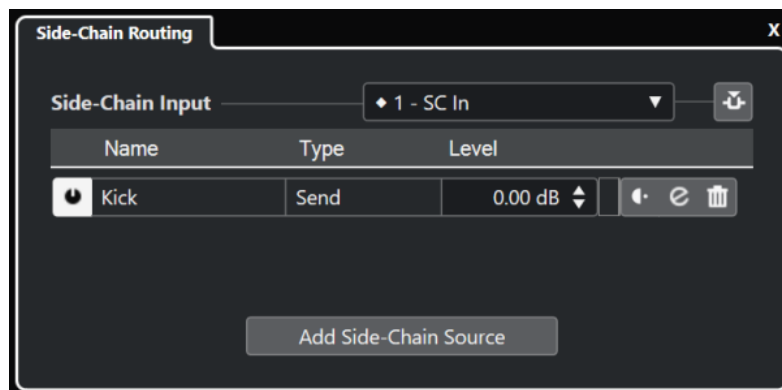 Side-Chain Routing X
Side-Chain Input 1 - SC In
Name Type Level
Kick Send 0.00 dB
Add Side-Chain Source